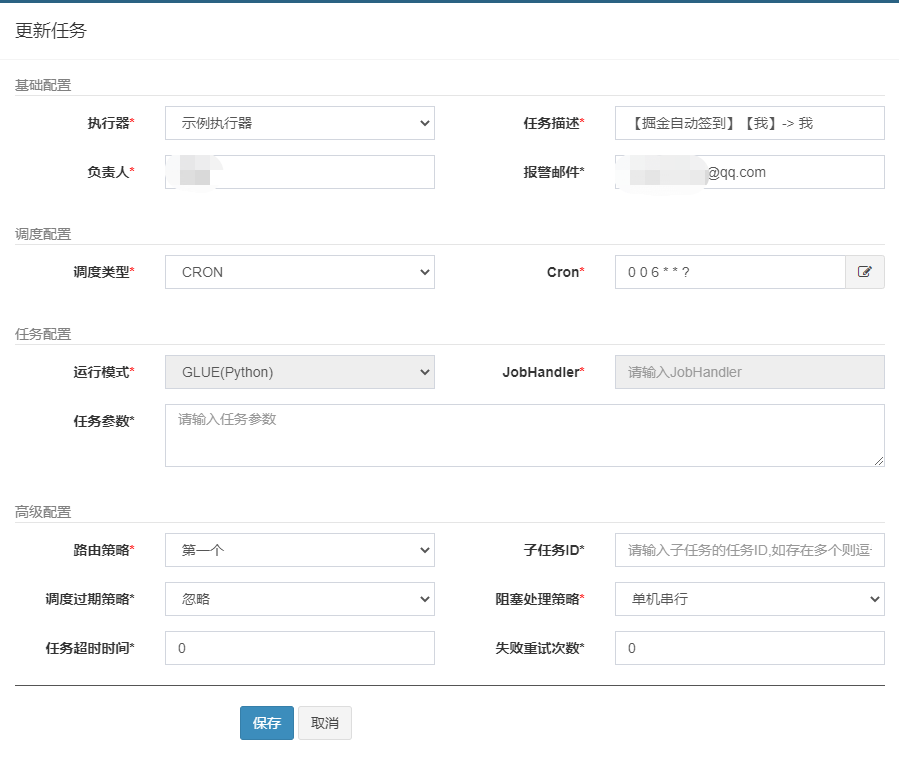 更新任务
基础配置
执行器* 示例执行器 任务描述* 【掘金自动签到】【我】-> 我
负责人* 报警邮件* @qq.com
调度配置
调度类型* CRON Cron* 0 0 6 * * ?
任务配置
运行模式* GLUE(Python) JobHandler* 请输入JobHandler
任务参数* 请输入任务参数
高级配置
路由策略* 第一个 子任务ID* 请输入子任务的任务ID,如存在多个则逗
调度过期策略* 忽略 阻塞处理策略* 单机串行
任务超时时间* 0 失败重试次数* 0
保存 取消